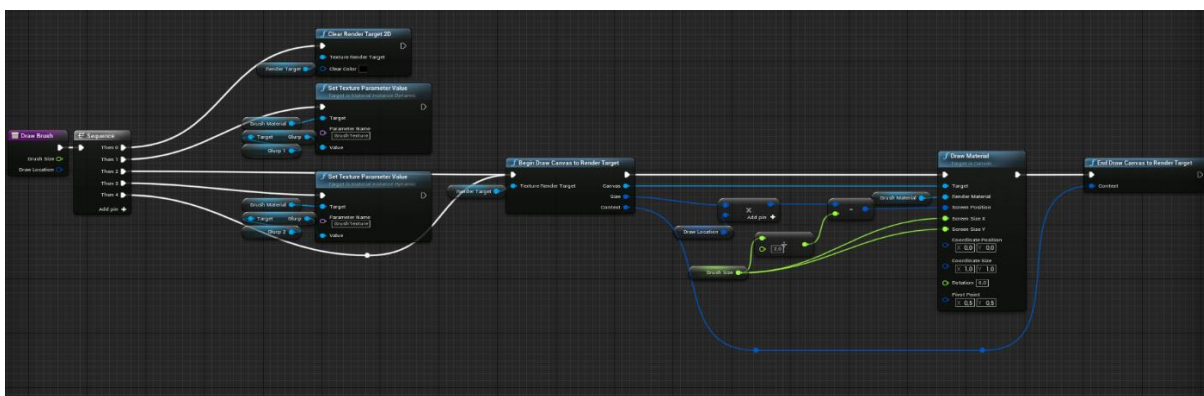 Draw Brush
Brush Size
Draw Location
Sequence
Then 0
Then 1
Then 2
Then 3
Then 4
Add pin +
Clear Render Target 2D
Texture Render Target
Clear Color
Render Target
Set Texture Parameter Value
Target is Material Instance Dynamic
Target
Parameter Name
Brush Texture
Value
Brush Material
Target Glurp
Glurp 1
Set Texture Parameter Value
Target is Material Instance Dynamic
Target
Parameter Name
Brush Texture
Value
Brush Material
Target Glurp
Glurp 2
Render Target
Begin Draw Canvas to Render Target
Texture Render Target
Canvas
Size
Context
Draw Location
Brush Size
X
Add pin +
2.0
-
Brush Material
Draw Material
Target is Canvas
Target
Render Material
Screen Position
Screen Size X
Screen Size Y
Coordinate Position
X 0,0 Y 0,0
Coordinate Size
X 1,0 Y 1,0
Rotation 0.0
Pivot Point
X 0,5 Y 0,5
End Draw Canvas to Render Target
Context